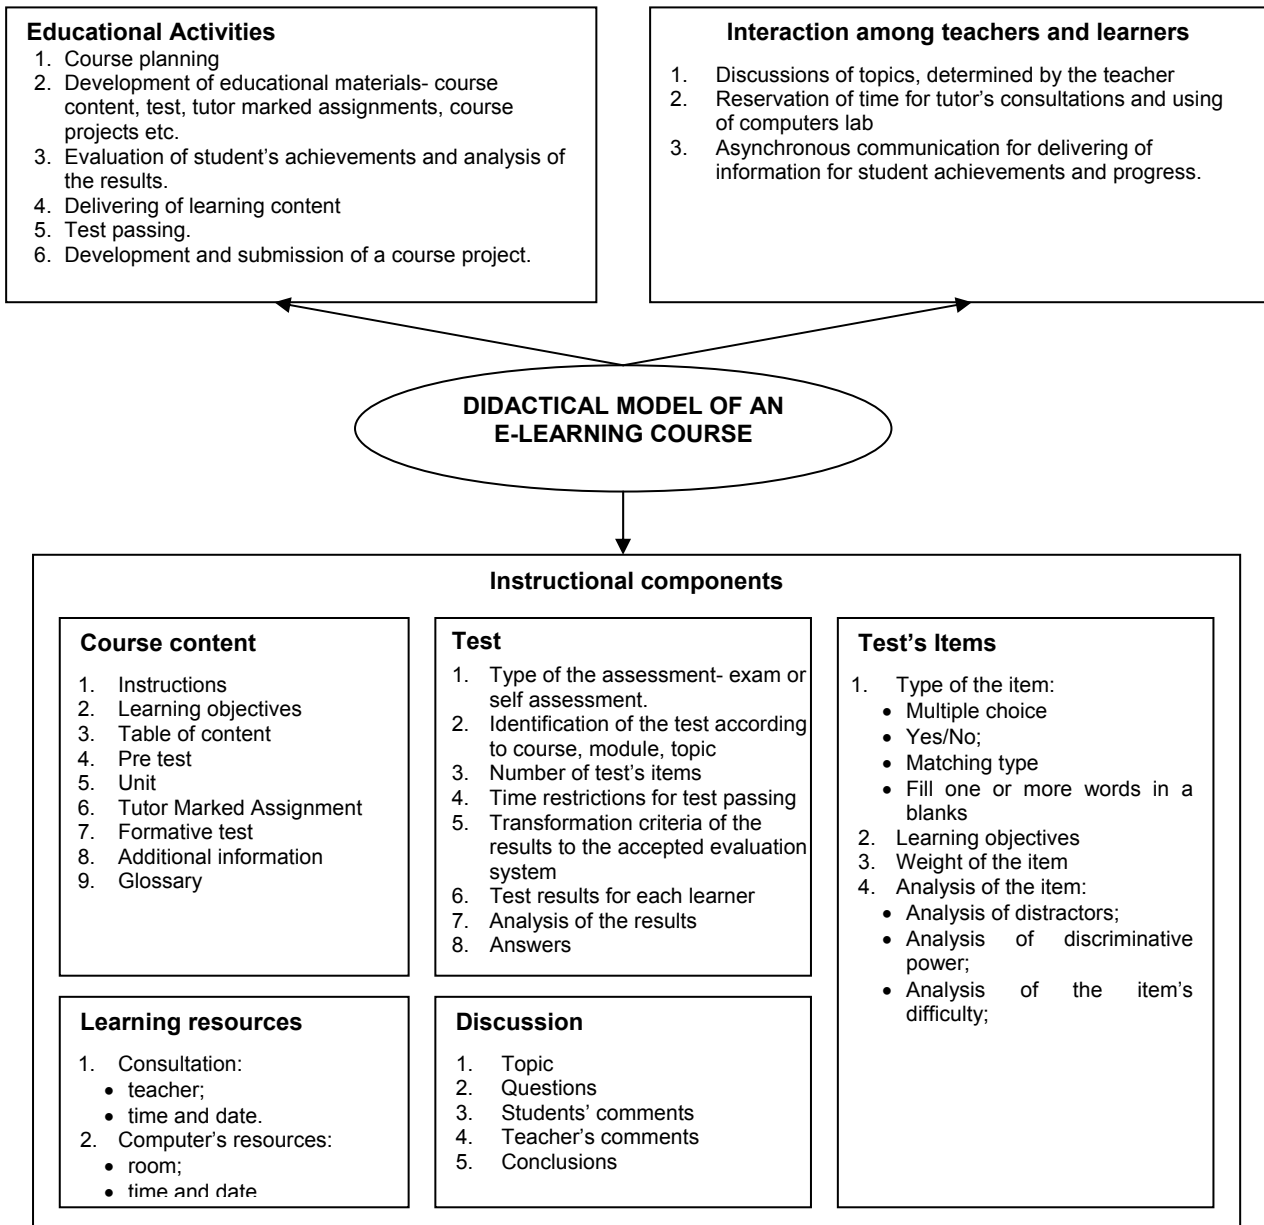 Educational Activities
1. Course planning
2. Development of educational materials- course
content, test, tutor marked assignments, course
projects etc.
3. Evaluation of student's achievements and analysis of
the results.
4. Delivering of learning content
5. Test passing.
6. Development and submission of a course project.
Interaction among teachers and learners
1. Discussions of topics, determined by the teacher
2. Reservation of time for tutor's consultations and using
of computers lab
3. Asynchronous communication for delivering of
information for student achievements and progress.
DIDACTICAL MODEL OF AN
E-LEARNING COURSE
Instructional components
Course content
1. Instructions
2. Learning objectives
3. Table of content
4. Pre test
5. Unit
6. Tutor Marked Assignment
7. Formative test
8. Additional information
9. Glossary
Test
1. Type of the assessment- exam or
self assessment.
2. Identification of the test according
to course, module, topic
3. Number of test's items
4. Time restrictions for test passing
5. Transformation criteria of the
results to the accepted evaluation
system
6. Test results for each learner
7. Analysis of the results
8. Answers
Test's Items
1. Type of the item:
• Multiple choice
• Yes/No;
• Matching type
• Fill one or more words in a
blanks
2. Learning objectives
3. Weight of the item
4. Analysis of the item:
• Analysis of distractors;
• Analysis of discriminative
power;
• Analysis of the item's
difficulty;
Learning resources
1. Consultation:
• teacher;
• time and date.
2. Computer's resources:
• room;
• time and date
Discussion
1. Topic
2. Questions
3. Students' comments
4. Teacher's comments
5. Conclusions